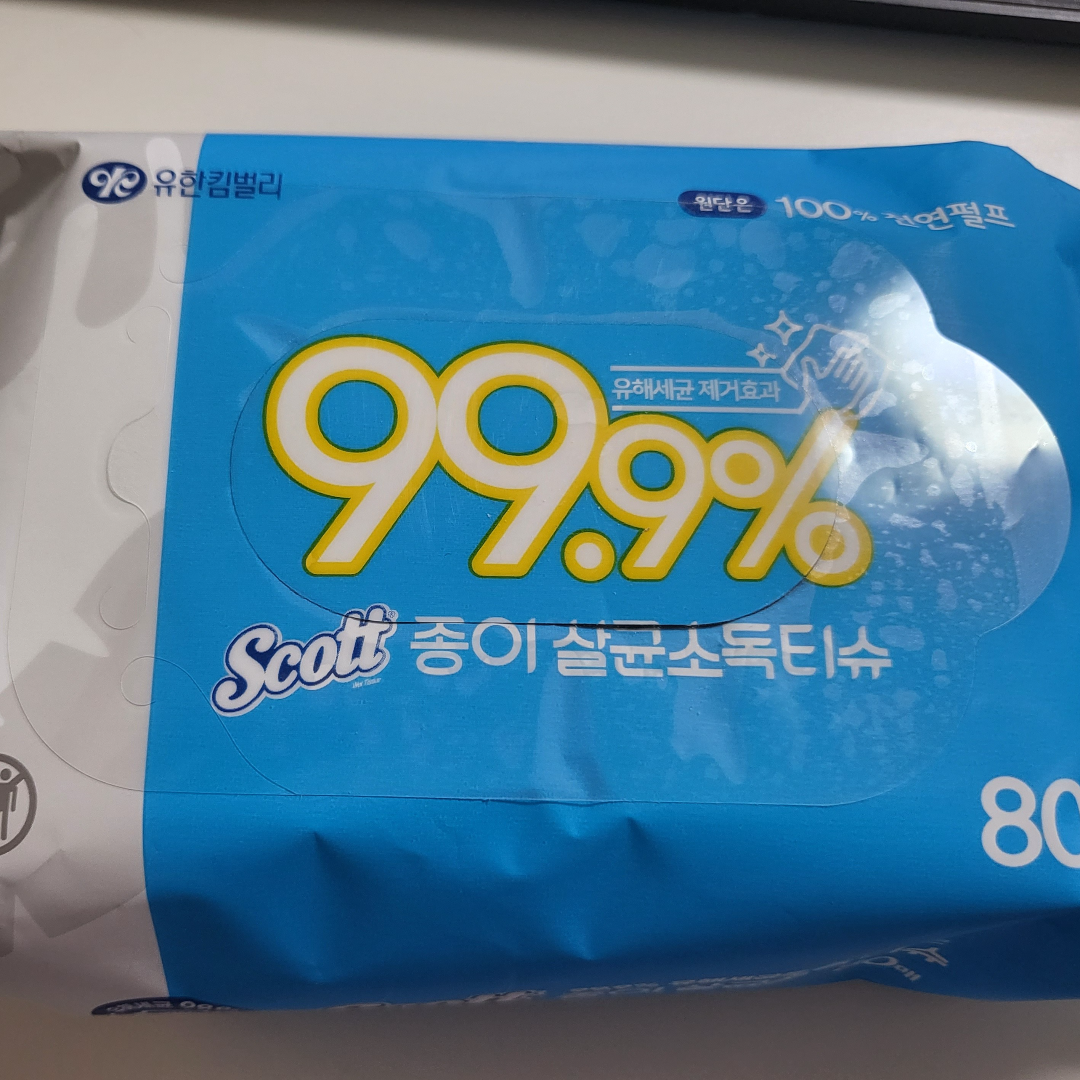 유한킴벌리
원단은 100% 천연펄프
유해세균 제거효과
99.9%
Scott® 종이 살균소독티슈
80